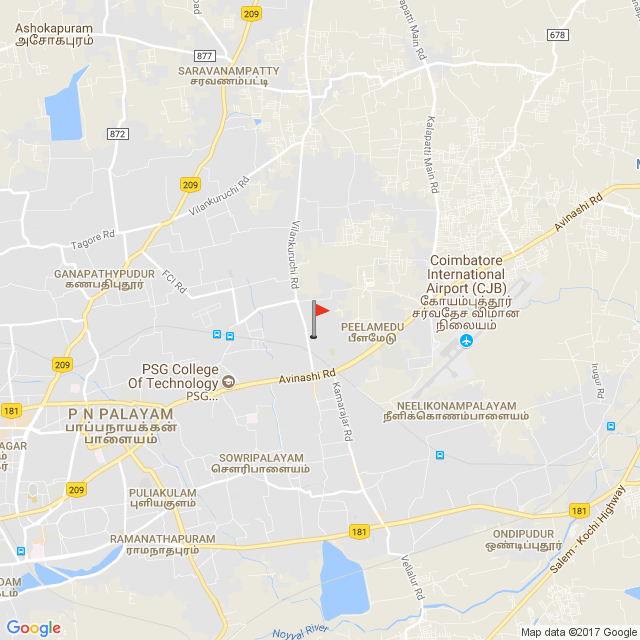 Ashokapuram
அசோகபுரம்
209
678
877
SARAVANAMPATTY
சரவணம்பட்டி
Kalapatti Main Rd
872
Kalapatti Main Rd
209
Vilankuruchi Rd
Avinashi Rd
209
Tagore Rd
Vilankuruchi Rd
Coimbatore
International
Airport (CJB)
கோயம்புத்தூர்
சர்வதேச விமான
நிலையம்
GANAPATHYPUDUR
கணபதிபுதூர்
FCI Rd
PEELAMEDU
பீளமேடு
PSG College
Of Technology
PSG...
Avinashi Rd
Irugur Rd
181
P N PALAYAM
பாப்பநாயக்கன்
பாளையம்
Kamarajar Rd
NEELIKONAMPALAYAM
நீளிக்கொணம்பாளையம்
NAGAR
SOWRIPALAYAM
சௌரிபாளையம்
209
PULIAKULAM
புளியகுளம்
181
181
RAMANATHAPURAM
ராமநாதபுரம்
ONDIPUDUR
ஒண்டிபுதூர்
Salem - Kochi Highway
Vellalur Rd
Noyyal River
Google
Map data ©2017 Google